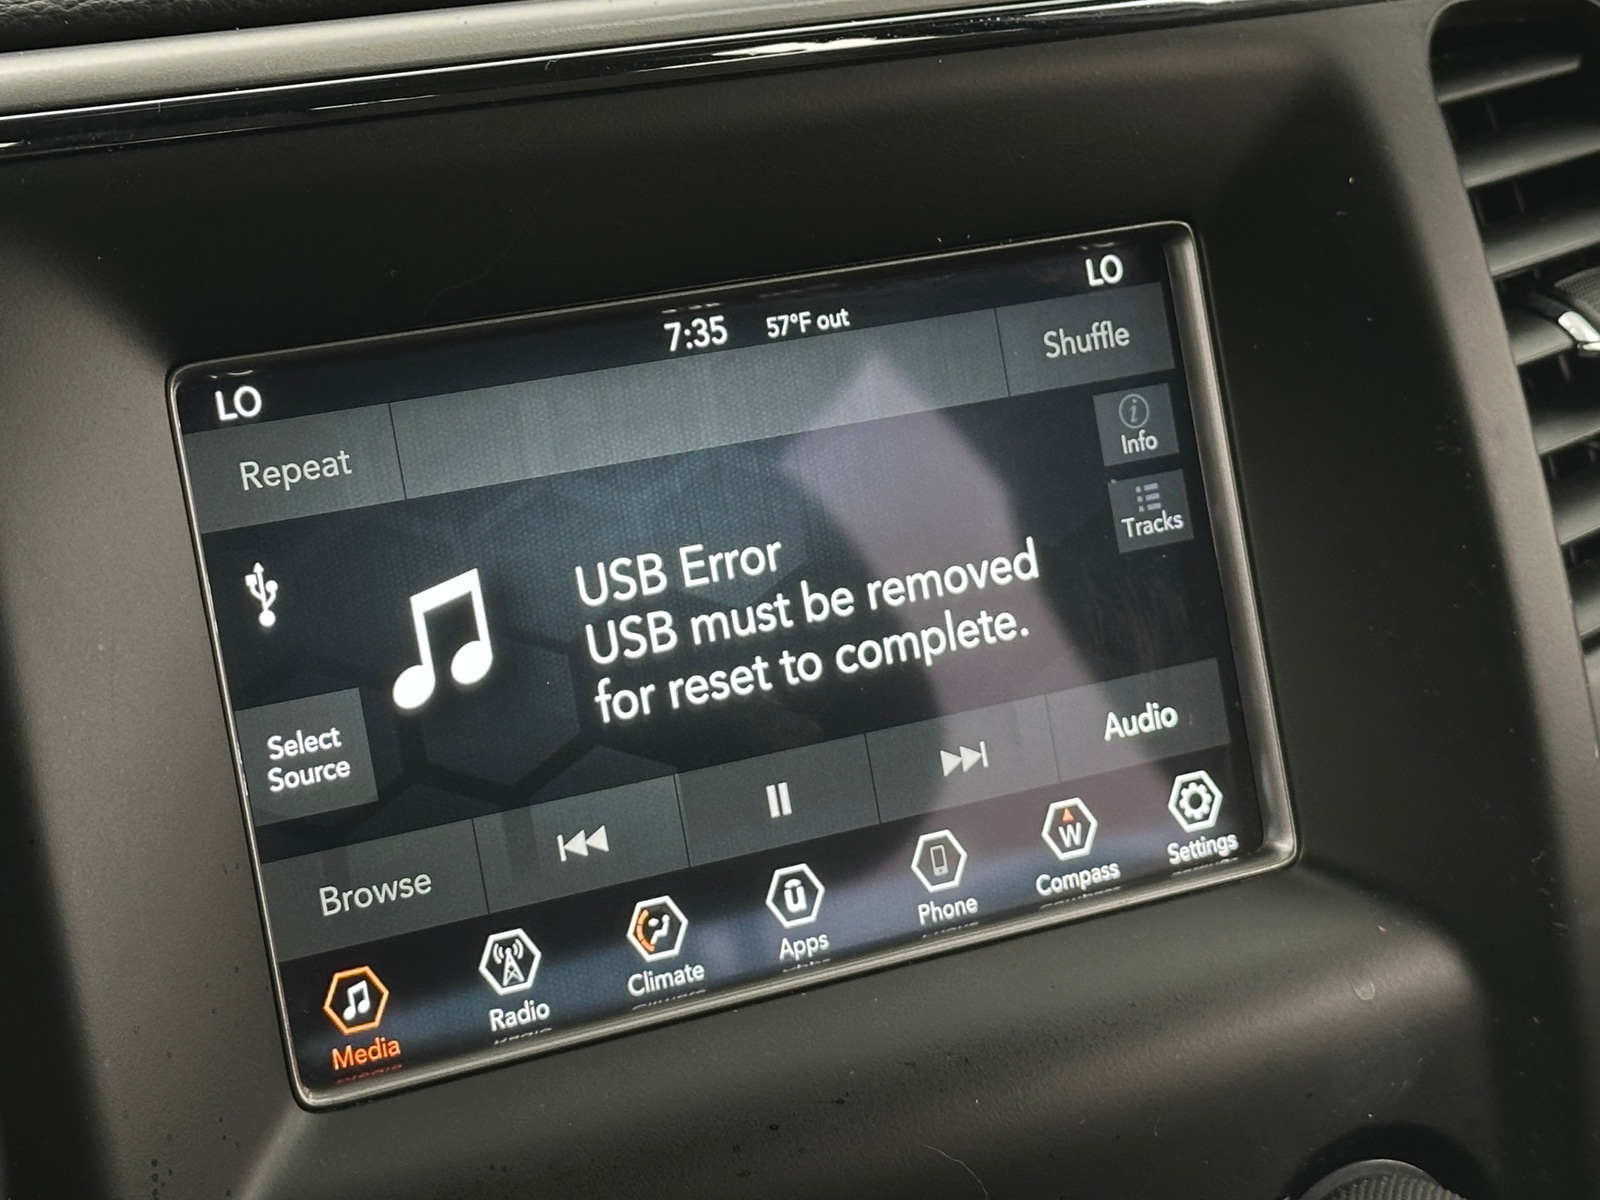 LO
7:35 57°F out
LO
Repeat
Shuffle
Info
Tracks
USB Error
USB must be removed
for reset to complete.
Select
Source
Browse
Audio
Media
Radio
Climate
Apps
Phone
W
Compass
Settings